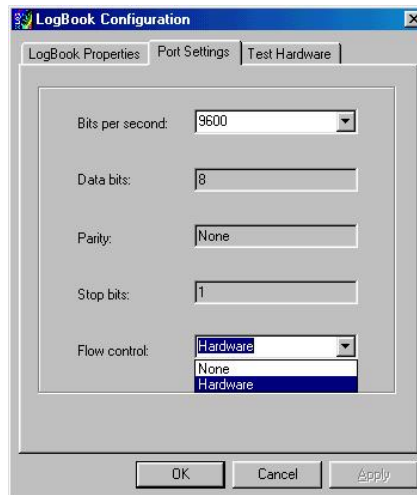 LogBook Configuration
LogBook Properties
Port Settings
Test Hardware
Bits per second:
9600
Data bits:
8
Parity:
None
Stop bits:
1
Flow control:
Hardware
None
Hardware
OK
Cancel
Apply